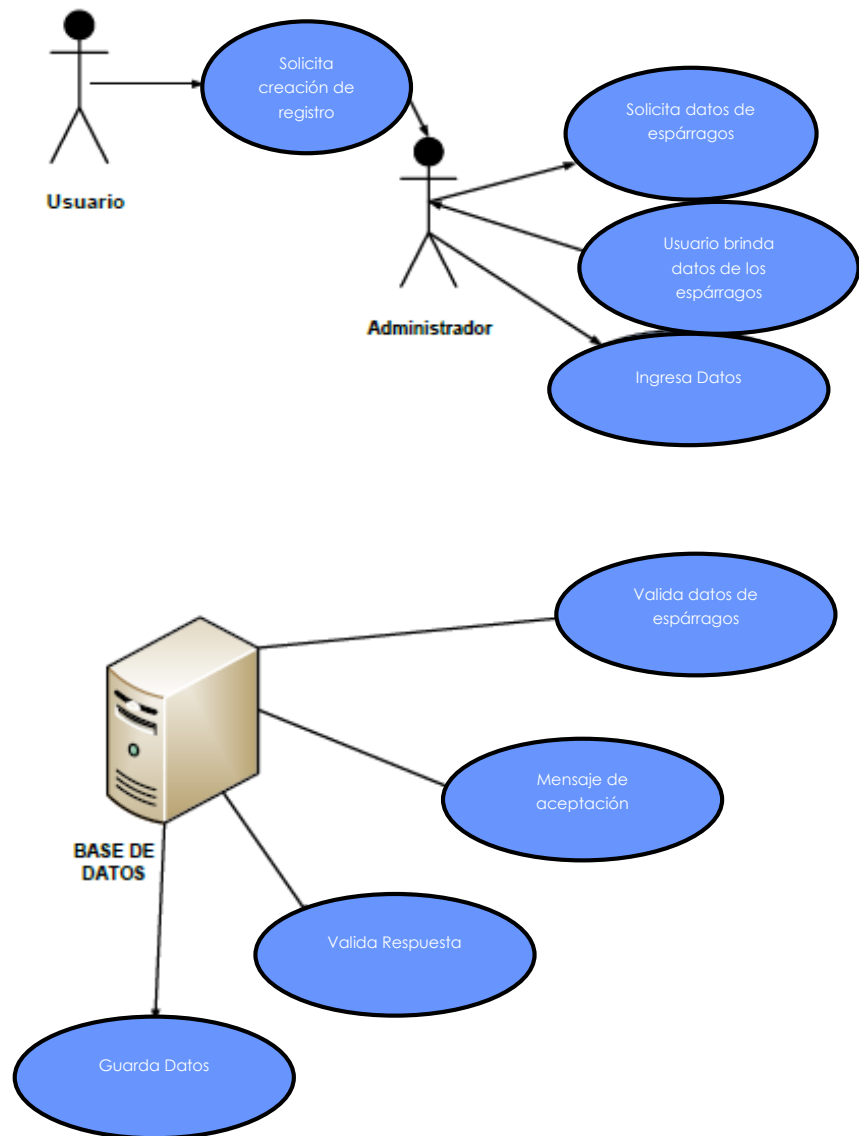 Solicita
creación de
registro
Usuario
Solicita datos de
espárragos
Usuario brinda
datos de los
espárragos
Administrador
Ingresa Datos
Valida datos de
espárragos
Mensaje de
aceptación
BASE DE
DATOS
Valida Respuesta
Guarda Datos